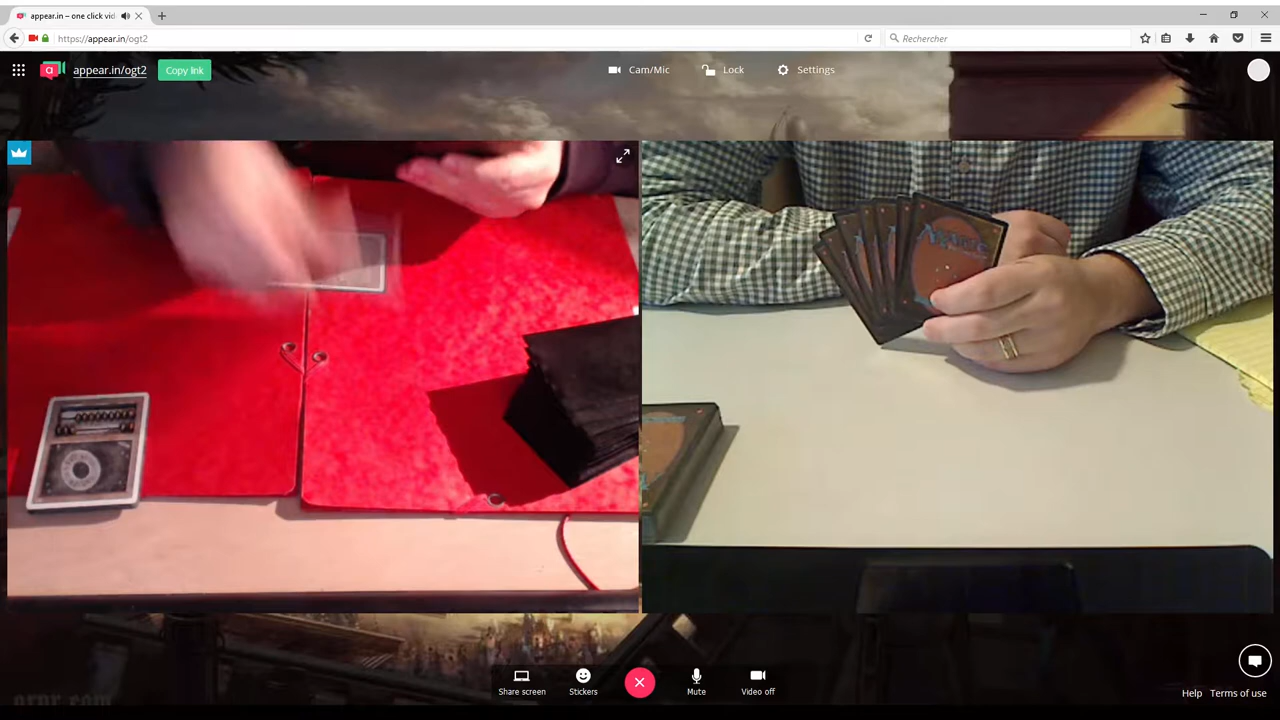 appear.in – one click vid
https://appear.in/ogt2
Rechercher
a
appear.in/ogt2
Copy link
Cam/Mic
Lock
Settings
Share screen
Stickers
Mute
Video off
Help
Terms of use